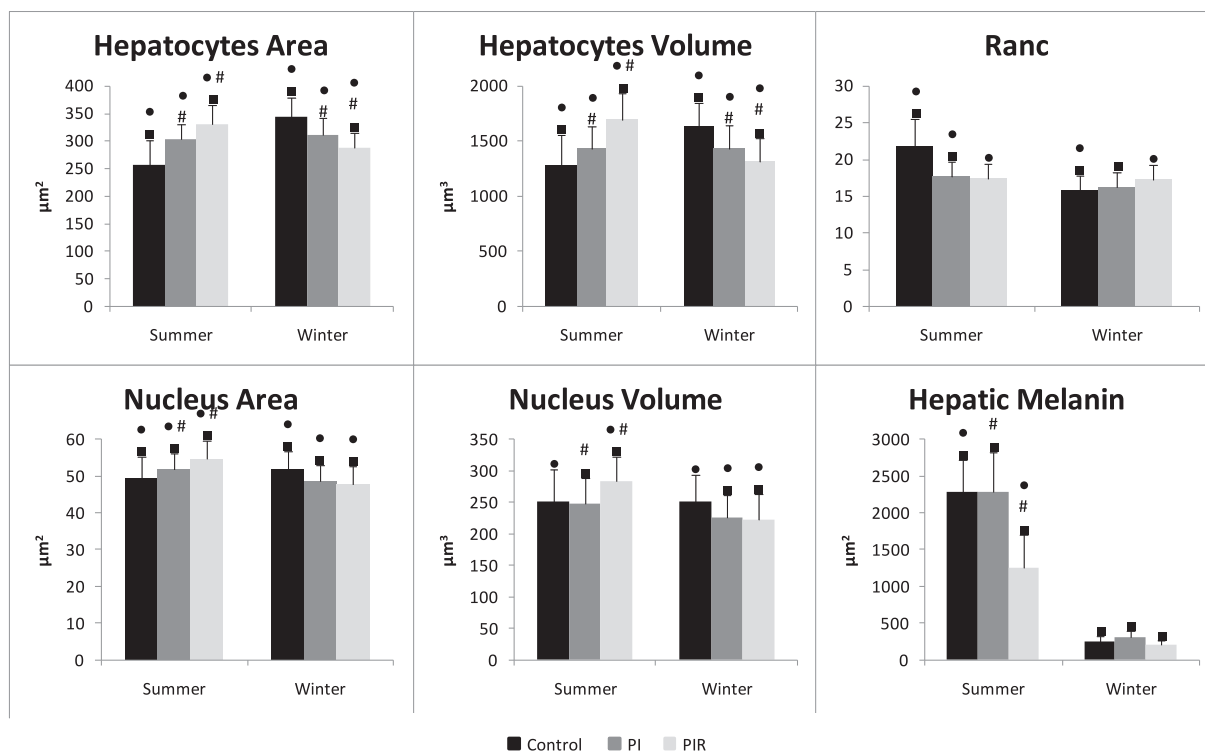 Hepatocytes Area
µm²
400
350
300
250
200
150
100
50
0
● ■
● #
● # ■
● ■
● #
● # ■
Summer Winter
Hepatocytes Volume
µm³
2000
1500
1000
500
0
● ■
● #
● # ■
● ■
● #
● # ■
Summer Winter
Ranc
30
25
20
15
10
5
0
● ■
● ■
●
● ■
■
●
Summer Winter
Nucleus Area
µm²
60
50
40
30
20
10
0
● ■
● # ■
● # ■
● ■
● ■
● ■
Summer Winter
Nucleus Volume
µm³
350
300
250
200
150
100
50
0
●
# ■
● # ■
●
● ■
● ■
Summer Winter
Hepatic Melanin
µm²
3000
2500
2000
1500
1000
500
0
● ■
# ■
● # ■
■
■
■
Summer Winter
Control PI PIR